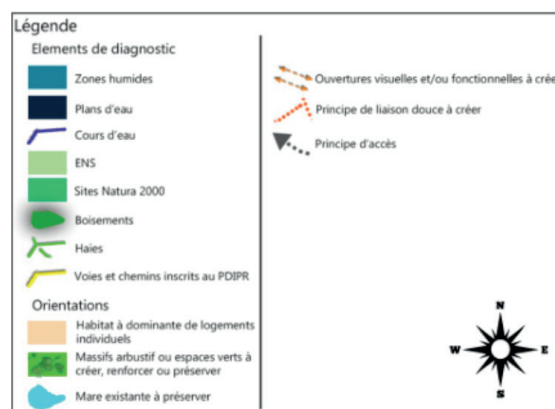 Légende
Elements de diagnostic
Zones humides
Plans d'eau
Cours d'eau
ENS
Sites Natura 2000
Boisements
Haies
Voies et chemins inscrits au PDIPR
Orientations
Habitat à dominante de logements
individuels
Massifs arbustif ou espaces verts à
créer, renforcer ou préserver
Mare existante à préserver
Ouvertures visuelles et/ou fonctionnelles à crée
Principe de liaison douce à créer
Principe d'accès
N
W
E
S